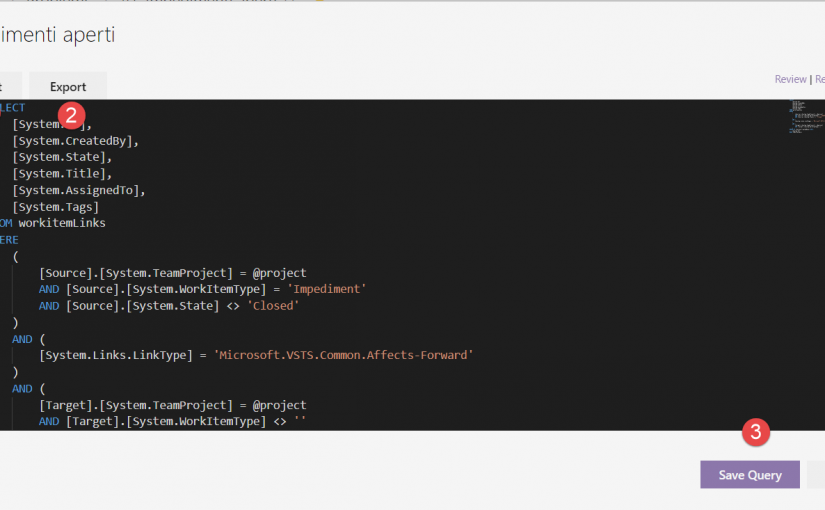 imenti aperti
t
Export
Review | Re
LECT
2
[System.
],
[System.CreatedBy],
[System.State],
[System.Title],
[System.AssignedTo],
[System.Tags]
OM workitemLinks
ERE
(
[Source].[System.TeamProject] = @project
AND [Source].[System.WorkItemType] = 'Impediment'
AND [Source].[System.State] <> 'Closed'
)
AND (
[System.Links.LinkType] = 'Microsoft.VSTS.Common.Affects-Forward'
)
AND (
[Target].[System.TeamProject] = @project
AND [Target].[System.WorkItemType] <> ''
3
Save Query